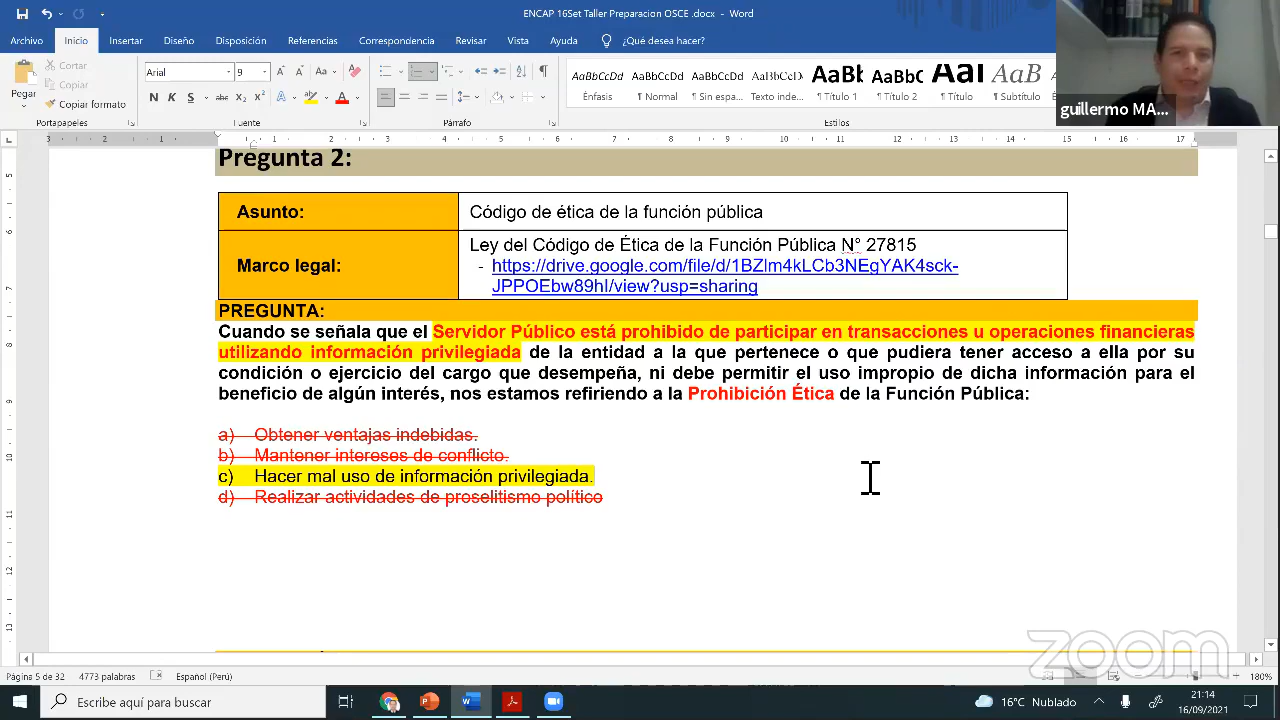 ENCAP 16Set Taller Preparacion OSCE .docx - Word
Archivo Inicio Insertar Diseño Disposición Referencias Correspondencia Revisar Vista Ayuda ¿Qué desea hacer?
Pegar
Cortar
Copiar
Copiar formato
Portapapeles
Arial 9
N K S abc
Fuente
Párrafo
AaBbCcDd AaBbCcDd AaBbCcDd AaBbCcDd AaBbC AaBbC AaI AaB
Énfasis ¶ Normal ¶ Sin espa... Texto inde... ¶ Título 1 ¶ Título 2 ¶ Título ¶ Subtítulo
Estilos
guillermo MA...
Pregunta 2:
Asunto: Código de ética de la función pública
Marco legal: Ley del Código de Ética de la Función Pública N° 27815
- https://drive.google.com/file/d/1BZlm4kLCb3NEgYAK4sck-
JPPOEbw89hI/view?usp=sharing
PREGUNTA:
Cuando se señala que el Servidor Público está prohibido de participar en transacciones u operaciones financieras
utilizando información privilegiada de la entidad a la que pertenece o que pudiera tener acceso a ella por su
condición o ejercicio del cargo que desempeña, ni debe permitir el uso impropio de dicha información para el
beneficio de algún interés, nos estamos refiriendo a la Prohibición Ética de la Función Pública:
a) Obtener ventajas indebidas.
b) Mantener intereses de conflicto.
c) Hacer mal uso de información privilegiada.
d) Realizar actividades de proselitismo político
zoom
Página 5 de 32 4773 palabras Español (Perú) 180%
Escribe aquí para buscar
16°C Nublado
21:14
16/09/2021